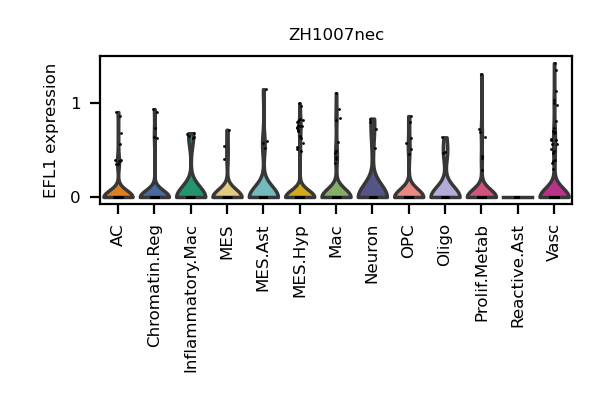 ZH1007nec
EFL1 expression
1
0
AC
Chromatin.Reg
Inflammatory.Mac
MES
MES.Ast
MES.Hyp
Mac
Neuron
OPC
Oligo
Prolif.Metab
Reactive.Ast
Vasc